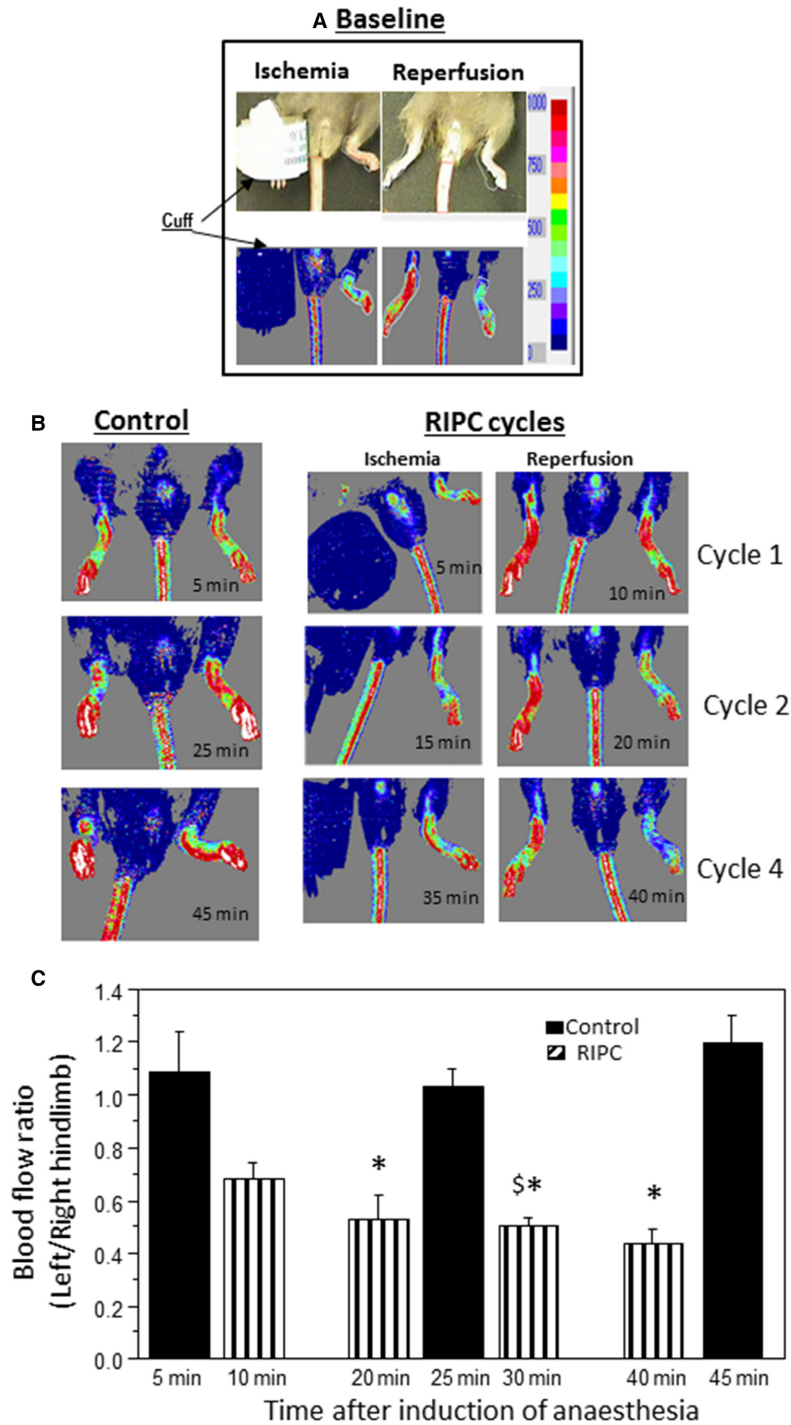 A Baseline
Ischemia Reperfusion
1000
750
500
250
0
Cuff
B Control RIPC cycles
Ischemia Reperfusion
5 min 5 min 10 min Cycle 1
25 min 15 min 20 min Cycle 2
45 min 35 min 40 min Cycle 4
C
Blood flow ratio
(Left/Right hindlimb)
1.4
1.2
1.0
0.8
0.6
0.4
0.2
0.0
Control
RIPC
* $* *
5 min 10 min 20 min 25 min 30 min 40 min 45 min
Time after induction of anaesthesia